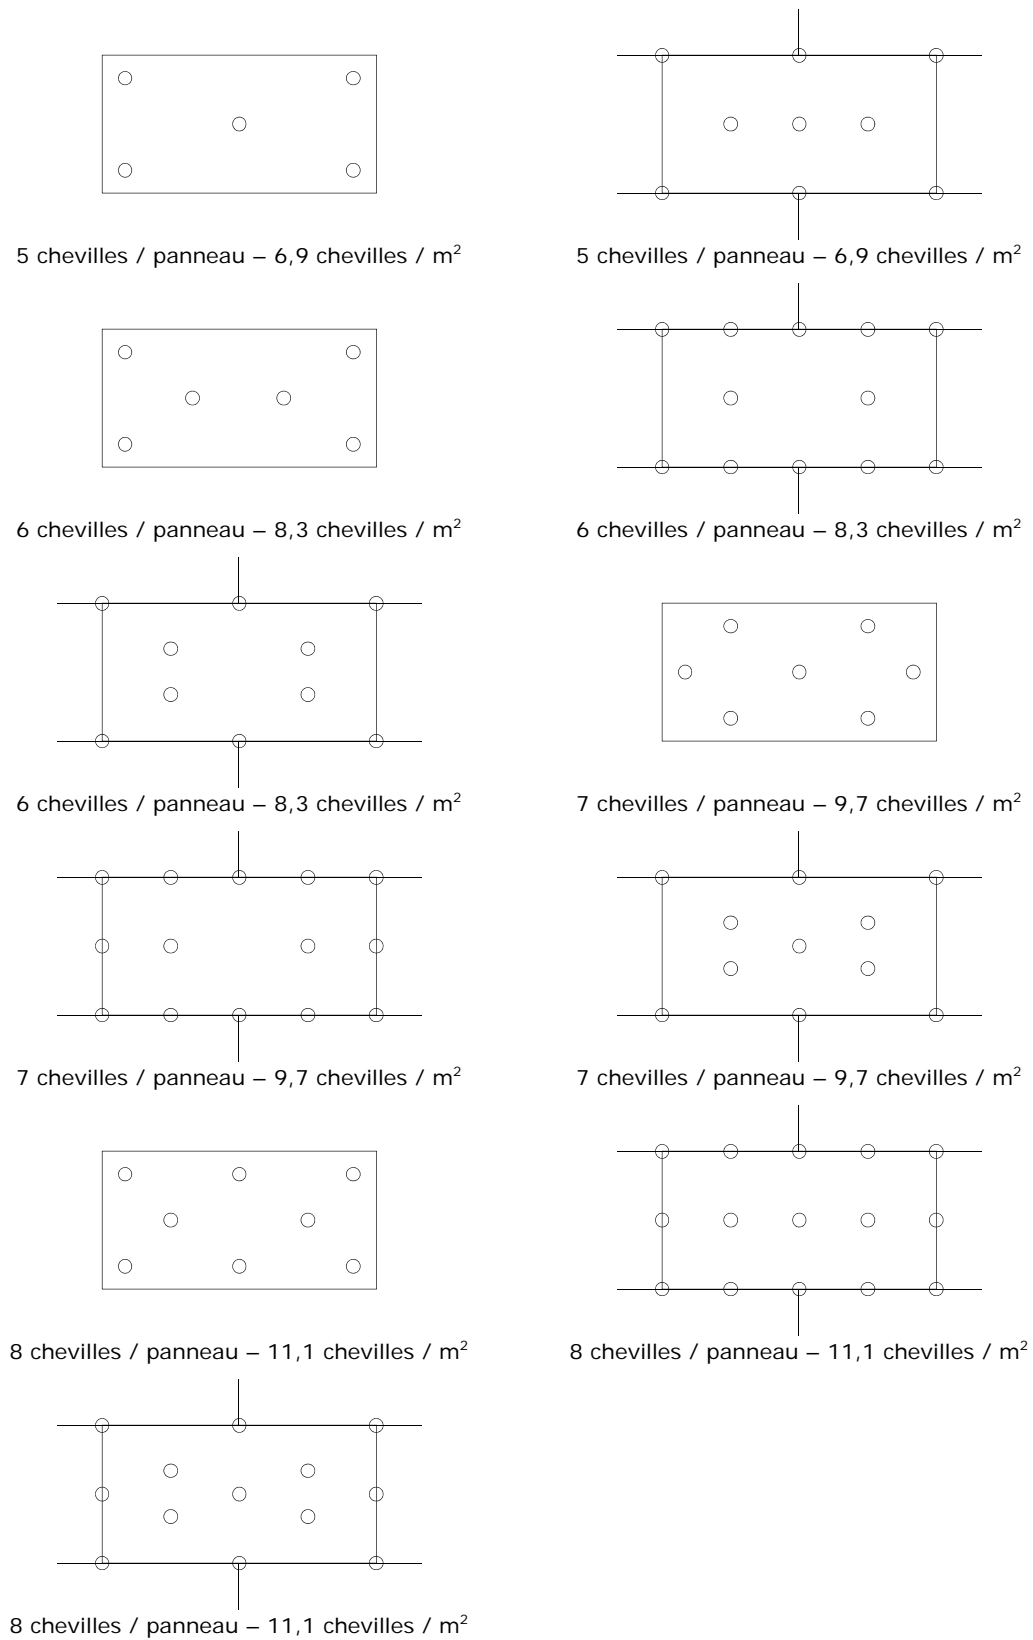 5 chevilles / panneau – 6,9 chevilles / m²
5 chevilles / panneau – 6,9 chevilles / m²
6 chevilles / panneau – 8,3 chevilles / m²
6 chevilles / panneau – 8,3 chevilles / m²
6 chevilles / panneau – 8,3 chevilles / m²
7 chevilles / panneau – 9,7 chevilles / m²
7 chevilles / panneau – 9,7 chevilles / m²
7 chevilles / panneau – 9,7 chevilles / m²
8 chevilles / panneau – 11,1 chevilles / m²
8 chevilles / panneau – 11,1 chevilles / m²
8 chevilles / panneau – 11,1 chevilles / m²